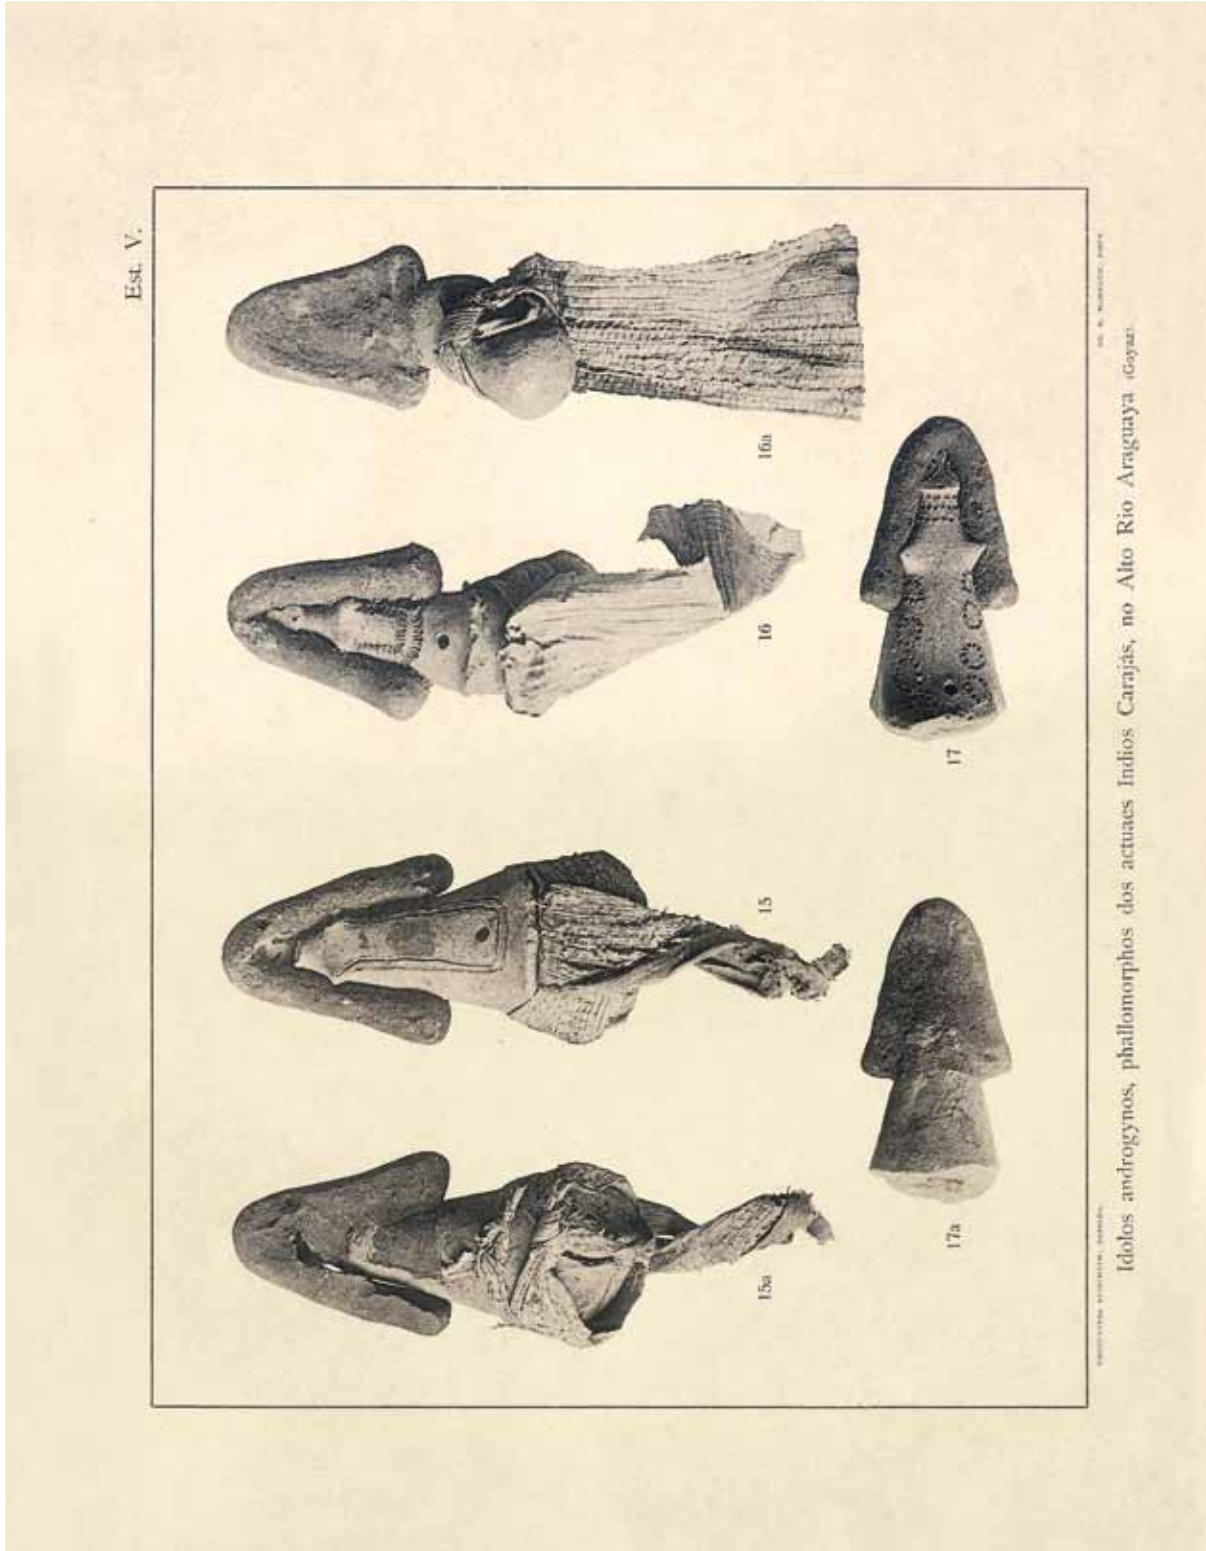 Est. V.
16a
16
15
15a
17
17a
Idolos androgynos, phallomorphos dos actuaes Indios Carajás, no Alto Rio Araguaya (Goyaz).